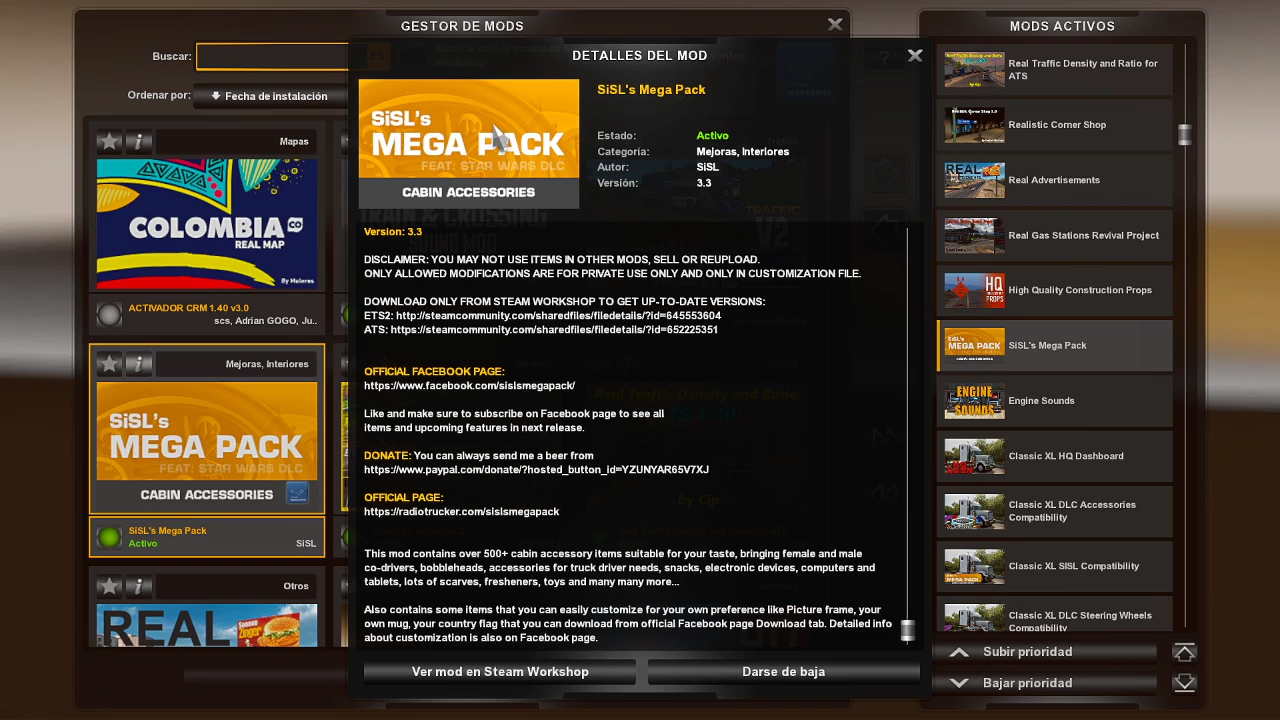 GESTOR DE MODS
Buscar:
Ordenar por:
Fecha de instalación
Mapas
COLOMBIA CO
REAL MAP
By Muleros
ACTIVADOR CRM 1.40 v3.0
scs, Adrian GOGO, Ju..
Mejoras, Interiores
SiSL's
MEGA PACK
FEAT: STAR WARS DLC
CABIN ACCESSORIES
SiSL's Mega Pack
Activo
SiSL
Otros
REAL
DETALLES DEL MOD
SiSL's
MEGA PACK
FEAT: STAR WARS DLC
CABIN ACCESSORIES
SiSL's Mega Pack
Estado: Activo
Categoria: Mejoras, Interiores
Autor: SiSL
Versión: 3.3
Version: 3.3
DISCLAIMER: YOU MAY NOT USE ITEMS IN OTHER MODS, SELL OR REUPLOAD.
ONLY ALLOWED MODIFICATIONS ARE FOR PRIVATE USE ONLY AND ONLY IN CUSTOMIZATION FILE.
DOWNLOAD ONLY FROM STEAM WORKSHOP TO GET UP-TO-DATE VERSIONS:
ETS2: http://steamcommunity.com/sharedfiles/filedetails/?id=645553604
ATS: https://steamcommunity.com/sharedfiles/filedetails/?id=652225351
OFFICIAL FACEBOOK PAGE:
https://www.facebook.com/sislsmegapack/
Like and make sure to subscribe on Facebook page to see all
items and upcoming features in next release.
DONATE: You can always send me a beer from
https://www.paypal.com/donate/?hosted_button_id=YZUNYAR65V7XJ
OFFICIAL PAGE:
https://radiotrucker.com/sislsmegapack
This mod contains over 500+ cabin accessory items suitable for your taste, bringing female and male
co-drivers, bobbleheads, accessories for truck driver needs, snacks, electronic devices, computers and
tablets, lots of scarves, fresheners, toys and many many more...
Also contains some items that you can easily customize for your own preference like Picture frame, your
own mug, your country flag that you can download from official Facebook page Download tab. Detailed info
about customization is also on Facebook page.
Ver mod en Steam Workshop
Darse de baja
MODS ACTIVOS
Real Traffic Density and Ratio for
ATS
Realistic Corner Shop
Real Advertisements
Real Gas Stations Revival Project
High Quality Construction Props
SiSL's Mega Pack
ENGINE
SOUNDS
Engine Sounds
Classic XL HQ Dashboard
Classic XL DLC Accessories
Compatibility
Classic XL SISL Compatibility
Classic XL DLC Steering Wheels
Compatibility
Subir prioridad
Bajar prioridad